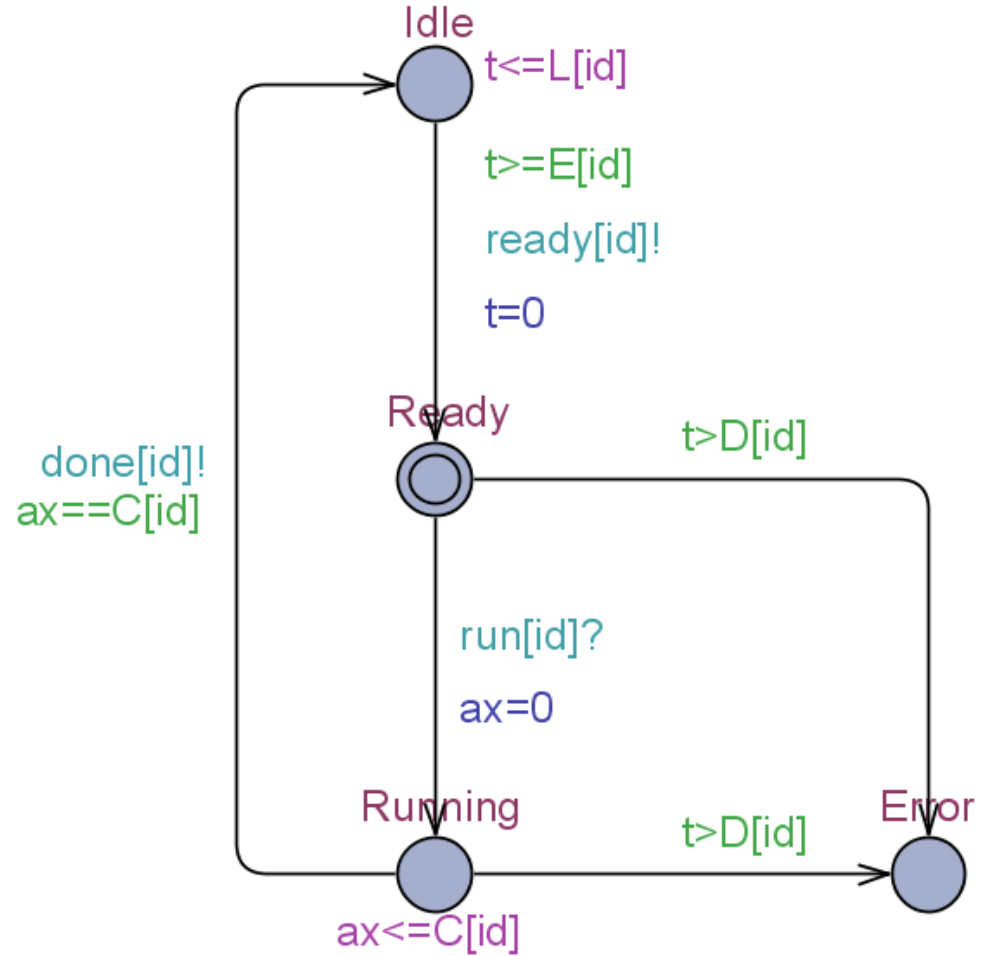 Idle
t<=L[id]
t>=E[id]
ready[id]!
t=0
Ready
t>D[id]
done[id]!
ax==C[id]
run[id]?
ax=0
Running
t>D[id]
Error
ax<=C[id]